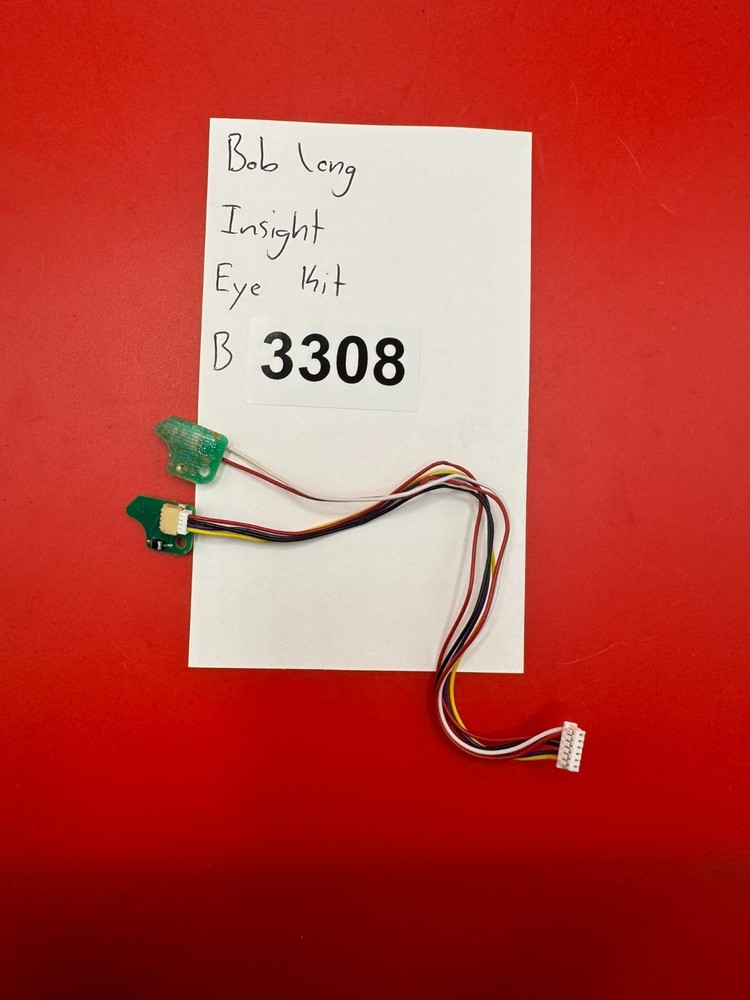 Bob Long
Insight
Eye Kit
B 3308